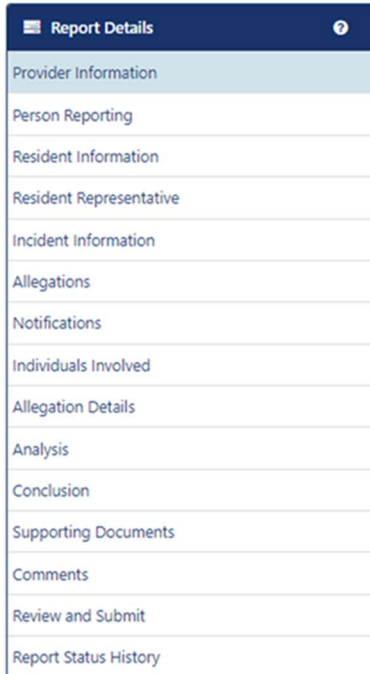 Report Details
Provider Information
Person Reporting
Resident Information
Resident Representative
Incident Information
Allegations
Notifications
Individuals Involved
Allegation Details
Analysis
Conclusion
Supporting Documents
Comments
Review and Submit
Report Status History